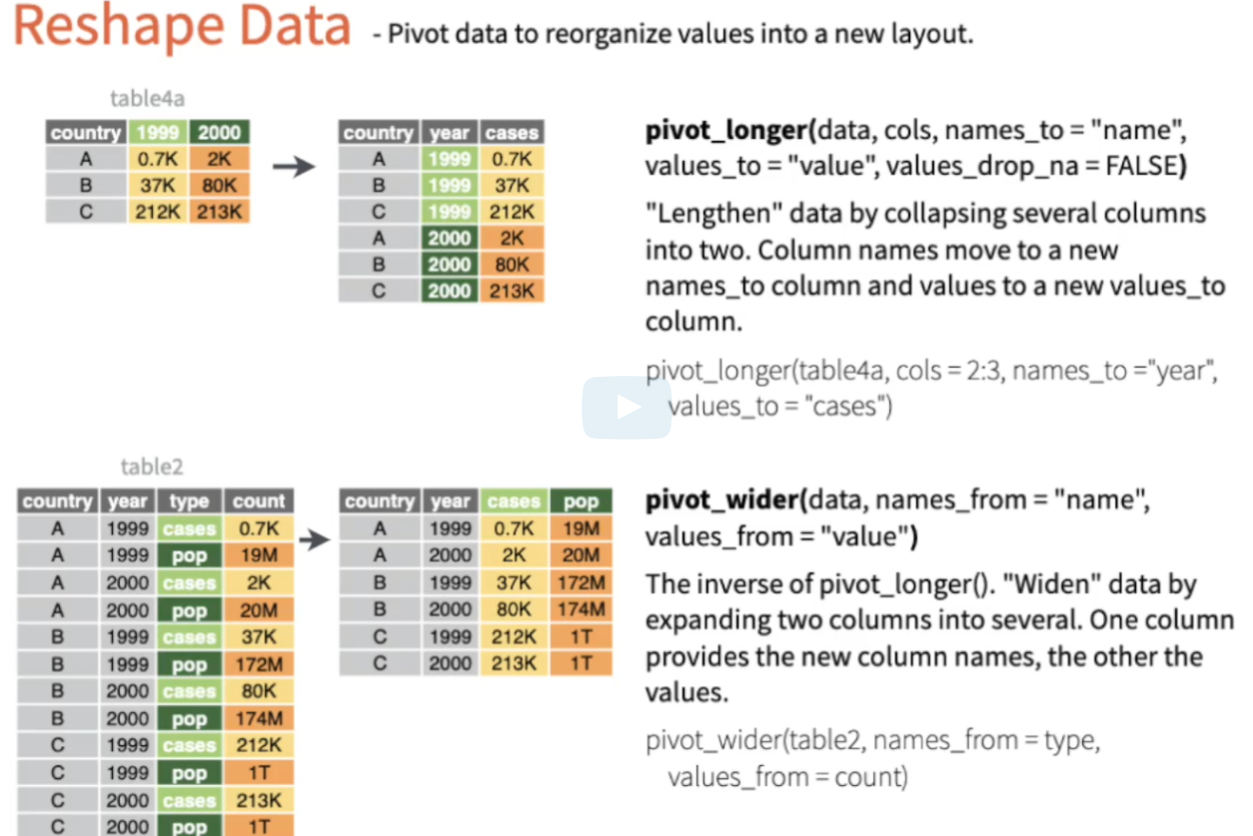 Reshape Data - Pivot data to reorganize values into a new layout.
table4a
country 1999 2000
A 0.7K 2K
B 37K 80K
C 212K 213K
country year cases
A 1999 0.7K
B 1999 37K
C 1999 212K
A 2000 2K
B 2000 80K
C 2000 213K
pivot_longer(data, cols, names_to = "name",
values_to = "value", values_drop_na = FALSE)
"Lengthen" data by collapsing several columns
into two. Column names move to a new
names_to column and values to a new values_to
column.
pivot_longer(table4a, cols = 2:3, names_to ="year",
values_to = "cases")
table2
country year type count
A 1999 cases 0.7K
A 1999 pop 19M
A 2000 cases 2K
A 2000 pop 20M
B 1999 cases 37K
B 1999 pop 172M
B 2000 cases 80K
B 2000 pop 174M
C 1999 cases 212K
C 1999 pop 1T
C 2000 cases 213K
C 2000 pop 1T
country year cases pop
A 1999 0.7K 19M
A 2000 2K 20M
B 1999 37K 172M
B 2000 80K 174M
C 1999 212K 1T
C 2000 213K 1T
pivot_wider(data, names_from = "name",
values_from = "value")
The inverse of pivot_longer(). "Widen" data by
expanding two columns into several. One column
provides the new column names, the other the
values.
pivot_wider(table2, names_from = type,
values_from = count)